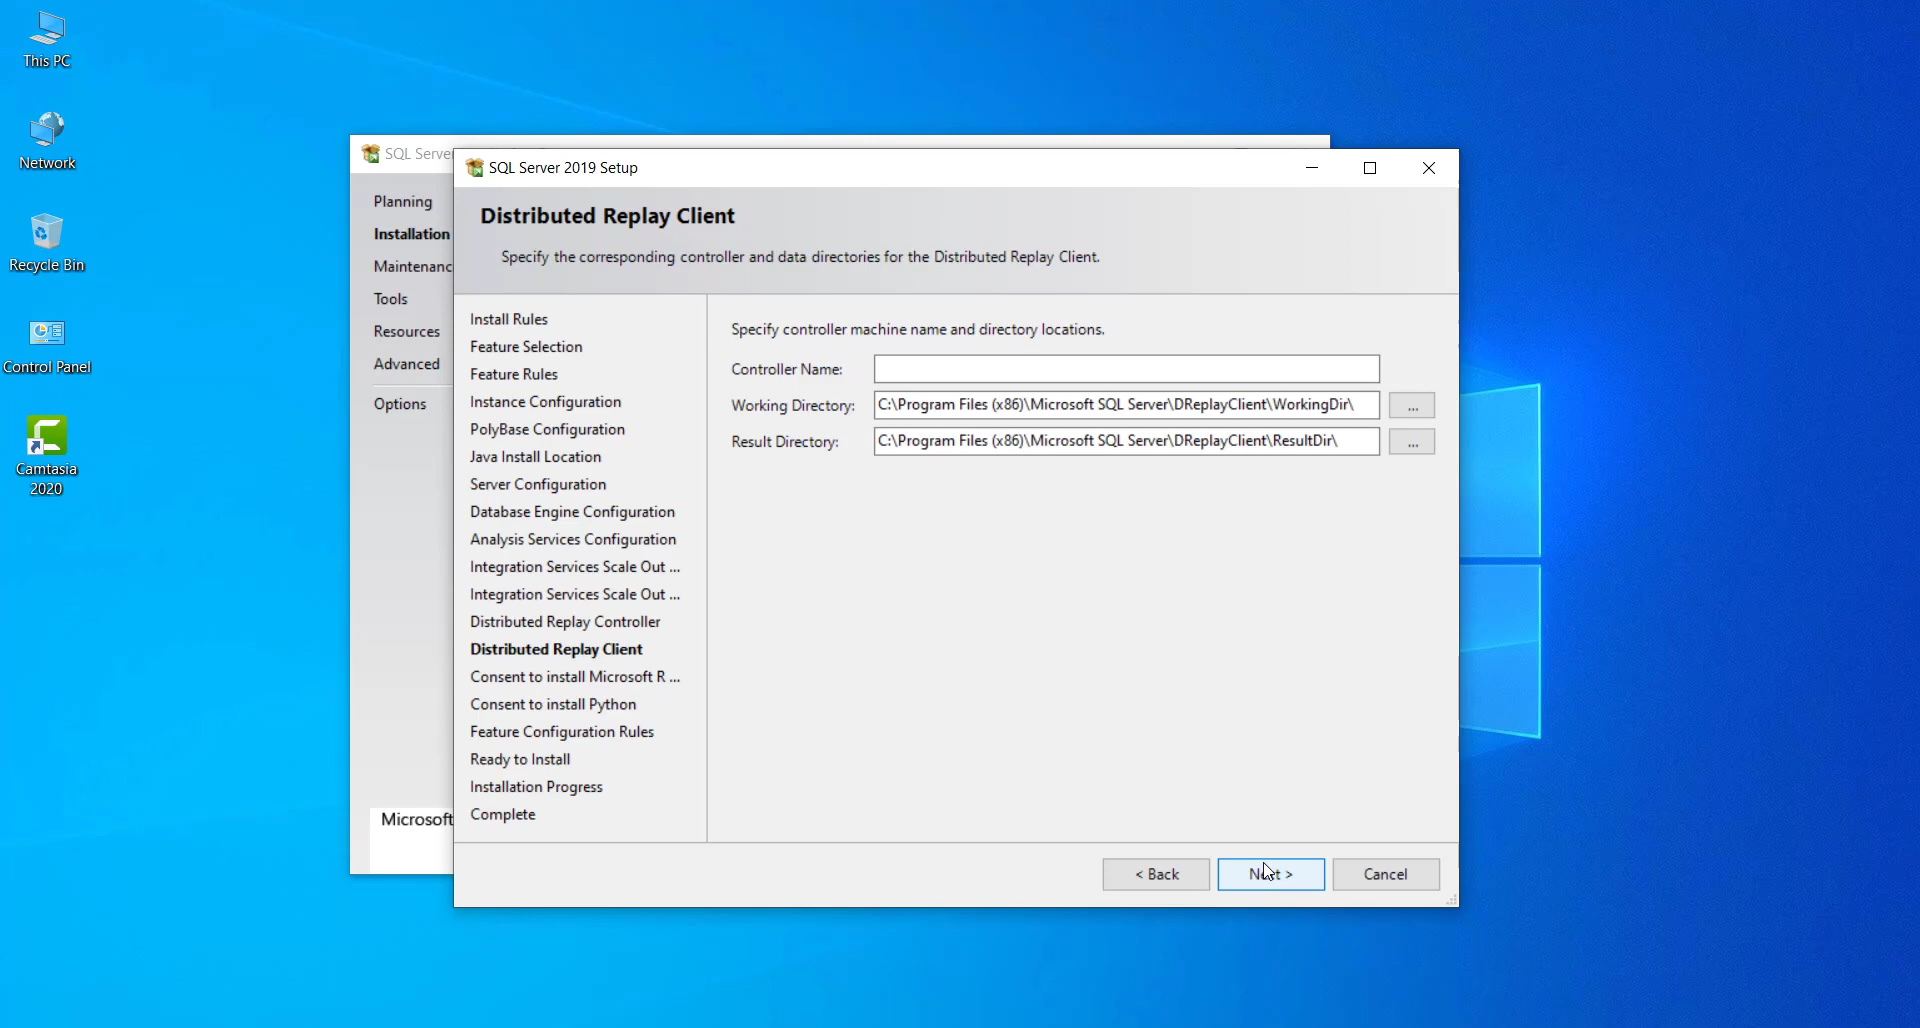 This PC
Network
Recycle Bin
Control Panel
Camtasia
2020
SQL Server
Planning
Installation
Tools
Resources
Advanced
Options
Microsoft
SQL Server 2019 Setup
Distributed Replay Client
Specify the corresponding controller and data directories for the Distributed Replay Client.
Install Rules
Feature Selection
Feature Rules
Instance Configuration
PolyBase Configuration
Java Install Location
Server Configuration
Database Engine Configuration
Analysis Services Configuration
Integration Services Scale Out ...
Integration Services Scale Out ...
Distributed Replay Controller
Distributed Replay Client
Consent to install Microsoft R ...
Consent to install Python
Feature Configuration Rules
Ready to Install
Installation Progress
Complete
Specify controller machine name and directory locations.
Controller Name:
Working Directory: C:\Program Files (x86)\Microsoft SQL Server\DReplayClient\WorkingDir\ ...
Result Directory: C:\Program Files (x86)\Microsoft SQL Server\DReplayClient\ResultDir\ ...
< Back Next > Cancel